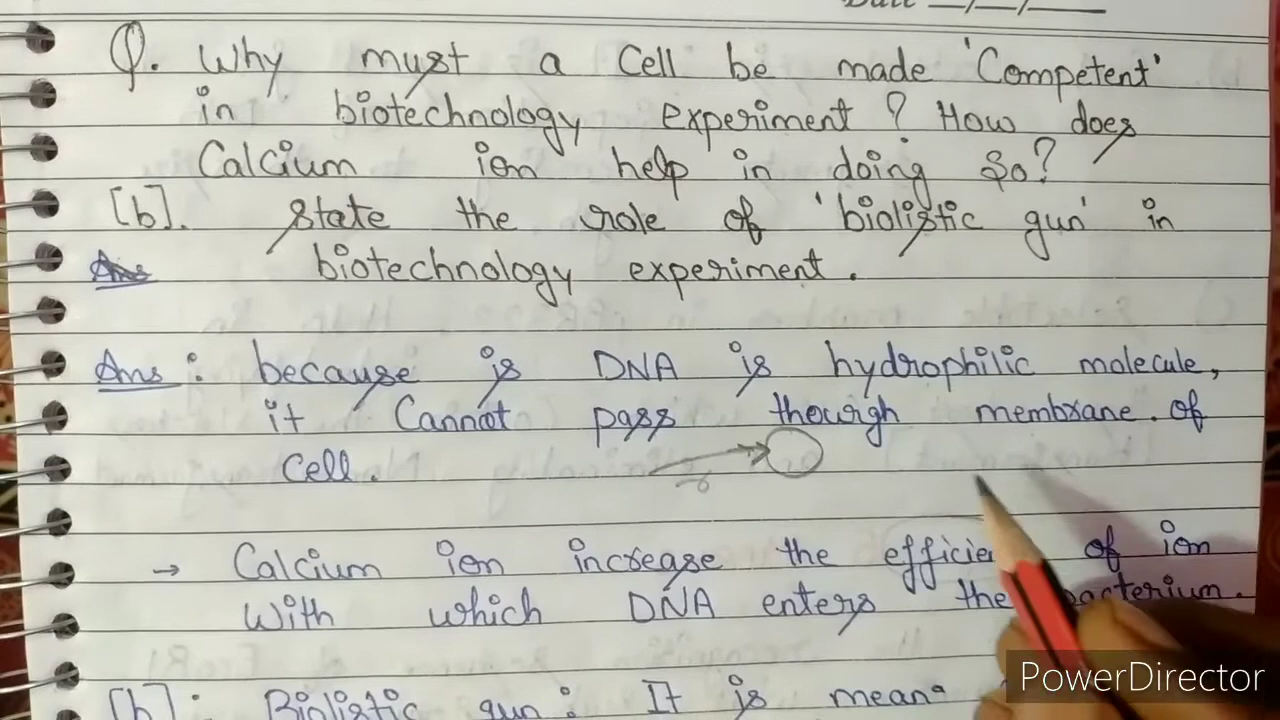 Date
Q. Why must a Cell be made 'Competent'
in biotechnology experiment? How does
Calcium ion help in doing so?
[b]. State the role of 'biolistic gun' in
biotechnology experiment.
Ans: because is DNA is hydrophilic molecule,
it Cannot pass thourgh membrane of
Cell.
→ Calcium ion increase the efficie of ion
With which DNA enters the bacterium.
[b]: Biolistic gun: It is
PowerDirector